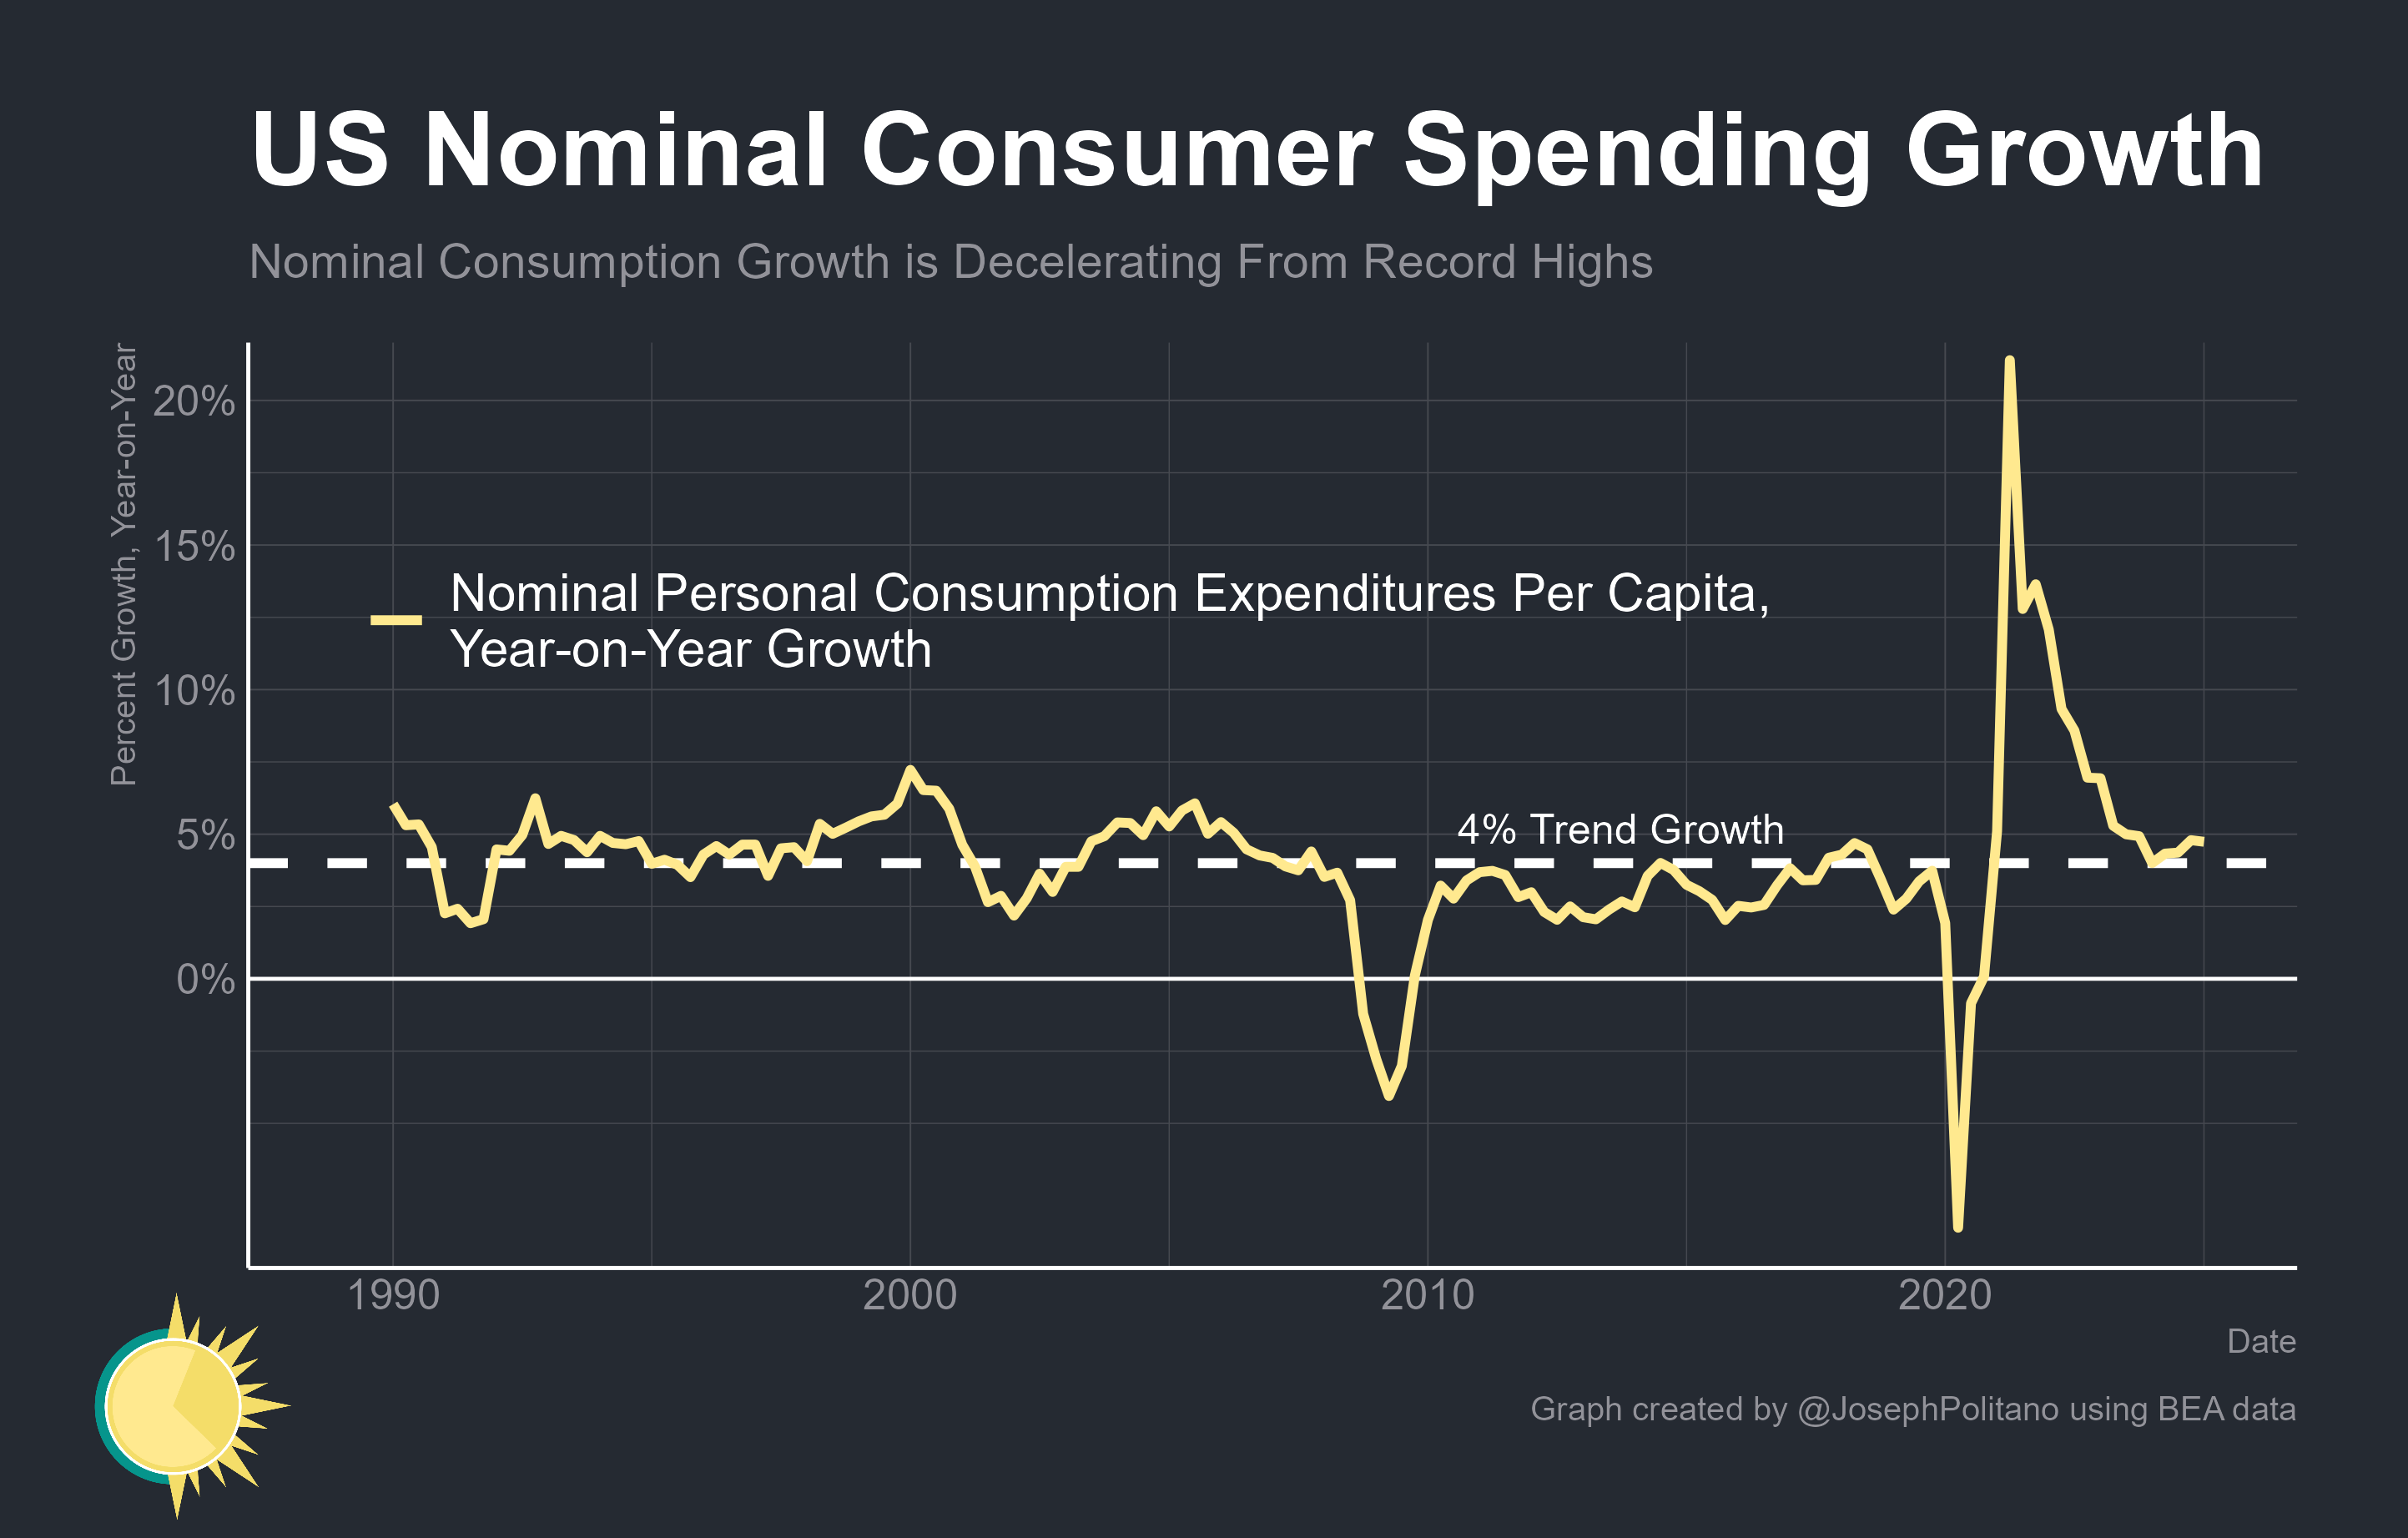 US Nominal Consumer Spending Growth
Nominal Consumption Growth is Decelerating From Record Highs
Percent Growth, Year-on-Year
20%
15%
10%
5%
0%
Nominal Personal Consumption Expenditures Per Capita,
Year-on-Year Growth
4% Trend Growth
1990
2000
2010
2020
Date
Graph created by @JosephPolitano using BEA data